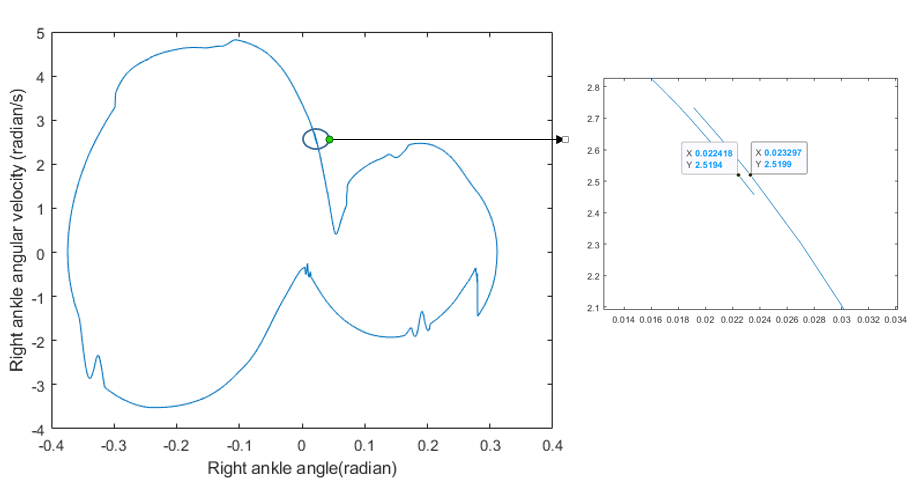 Right ankle angular velocity (radian/s)
5
4
3
2
1
0
-1
-2
-3
-4
-0.4 -0.3 -0.2 -0.1 0 0.1 0.2 0.3 0.4
Right ankle angle(radian)
2.8
2.7
2.6
2.5
2.4
2.3
2.2
2.1
X 0.022418
Y 2.5194
X 0.023297
Y 2.5199
0.014 0.016 0.018 0.02 0.022 0.024 0.026 0.028 0.03 0.032 0.034